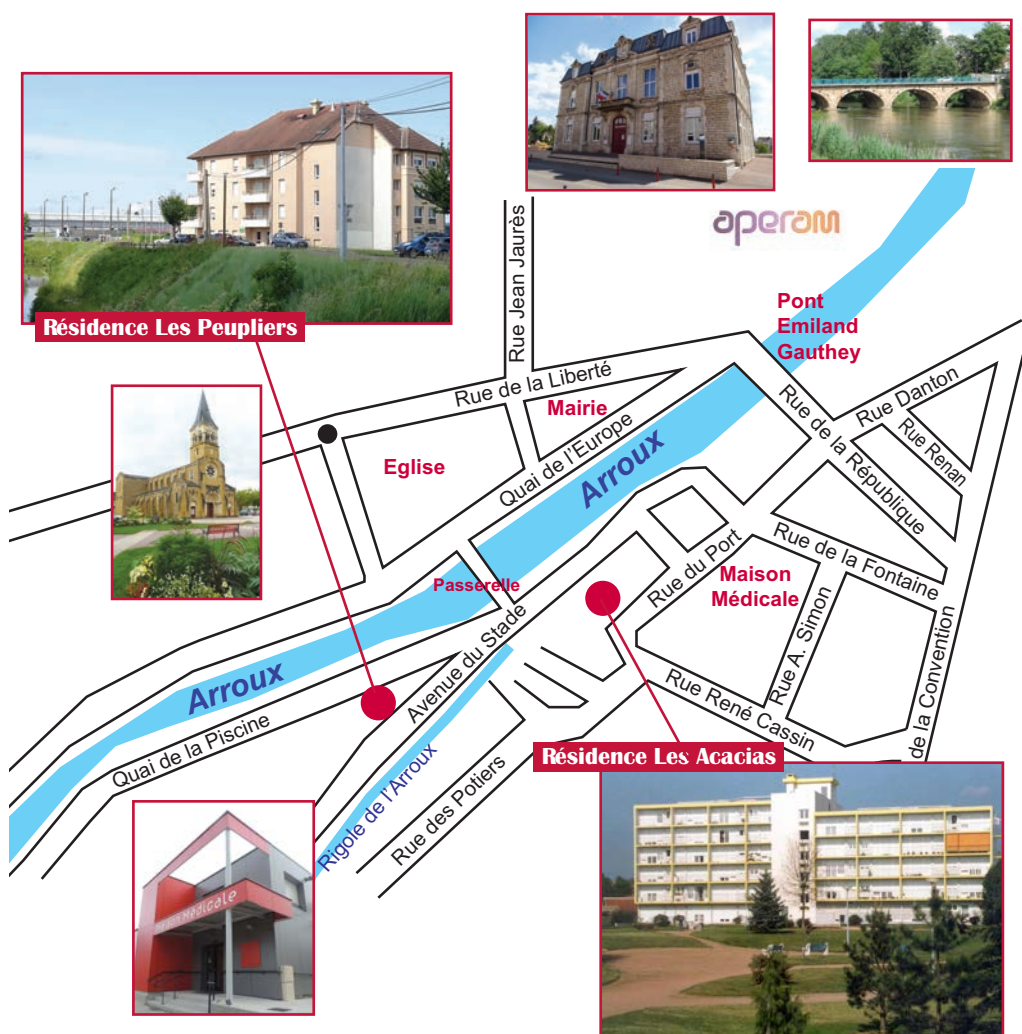 aperam
Rue Jean Jaurès
Résidence Les Peupliers
Pont
Emiland
Gauthey
Rue de la Liberté
Mairie
Rue Danton
Rue Renan
Eglise
Quai de l'Europe
Arroux
Rue de la République
Passerelle
Rue du Port
Rue de la Fontaine
Maison
Médicale
Rue A. Simon
Arroux
Avenue du Stade
Quai de la Piscine
Rue René Cassin
de la Convention
Résidence Les Acacias
Rigole de l'Arroux
Rue des Potiers
Maison Médicale